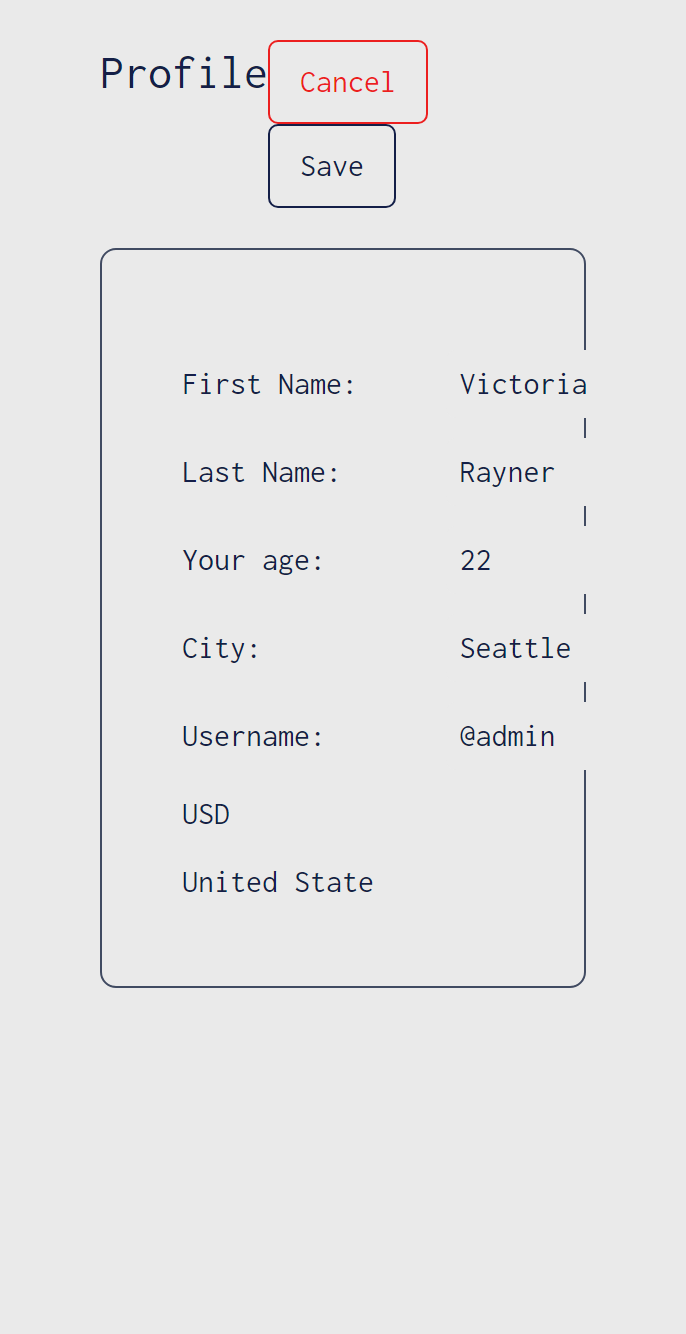 Profile
Cancel
Save
First Name: Victoria
Last Name: Rayner
Your age: 22
City: Seattle
Username: @admin
USD
United State